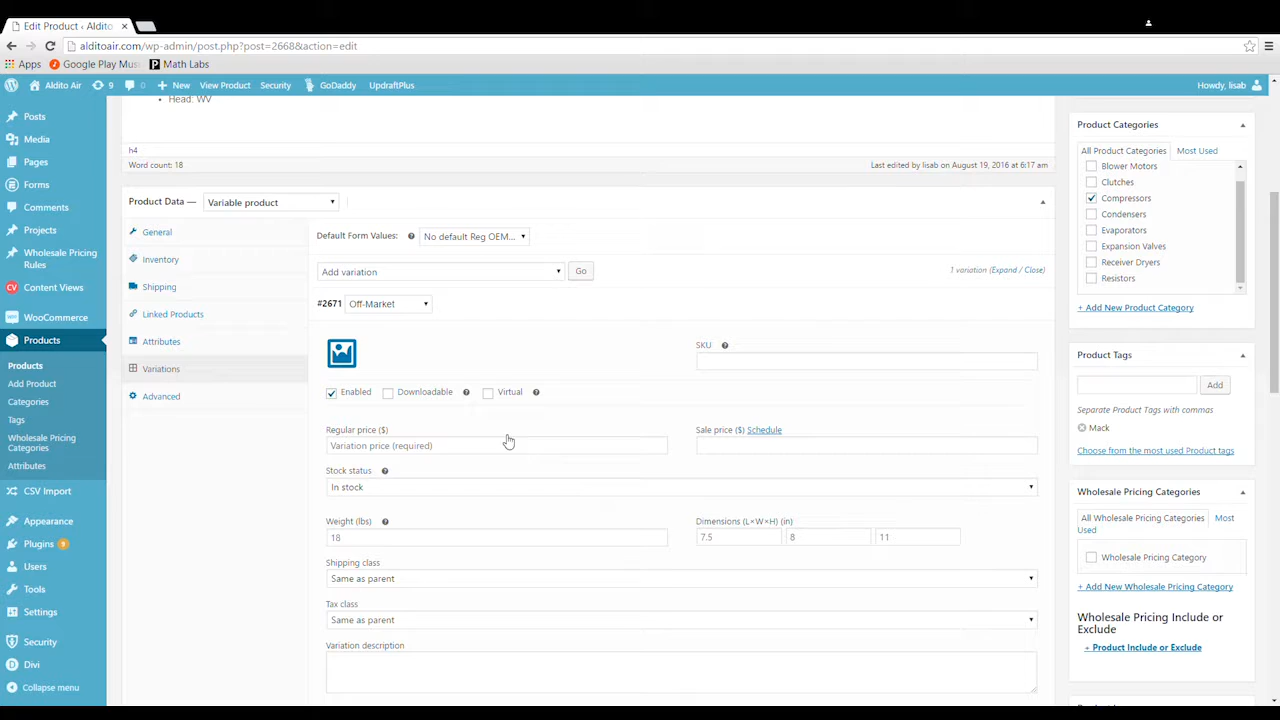 Edit Product ‹ Aldito
alditoair.com/wp-admin/post.php?post=2668&action=edit
Apps Google Play Mus Math Labs
Aldito Air 9 0 New View Product Security GoDaddy UpdraftPlus Howdy, lisab
Posts
Media
Pages
Forms
Comments
Projects
Wholesale Pricing
Rules
CV Content Views
WooCommerce
Products
Products
Add Product
Categories
Tags
Wholesale Pricing
Categories
Attributes
CSV Import
Appearance
Plugins 9
Users
Tools
Settings
Security
Divi
Collapse menu
Head: WV
h4
Word count: 18 Last edited by lisab on August 19, 2016 at 6:17 am
Product Data — Variable product
General
Inventory
Shipping
Linked Products
Attributes
Variations
Advanced
Default Form Values: No default Reg OEM...
Add variation Go 1 variation (Expand / Close)
#2671 Off-Market
SKU
Enabled Downloadable Virtual
Regular price ($) Sale price ($) Schedule
Variation price (required)
Stock status
In stock
Weight (lbs) Dimensions (L×W×H) (in)
18 7.5 8 11
Shipping class
Same as parent
Tax class
Same as parent
Variation description
Product Categories
All Product Categories Most Used
Blower Motors
Clutches
Compressors
Condensers
Evaporators
Expansion Valves
Receiver Dryers
Resistors
+ Add New Product Category
Product Tags
Add
Separate Product Tags with commas
Mack
Choose from the most used Product tags
Wholesale Pricing Categories
All Wholesale Pricing Categories Most
Used
Wholesale Pricing Category
+ Add New Wholesale Pricing Category
Wholesale Pricing Include or
Exclude
+ Product Include or Exclude